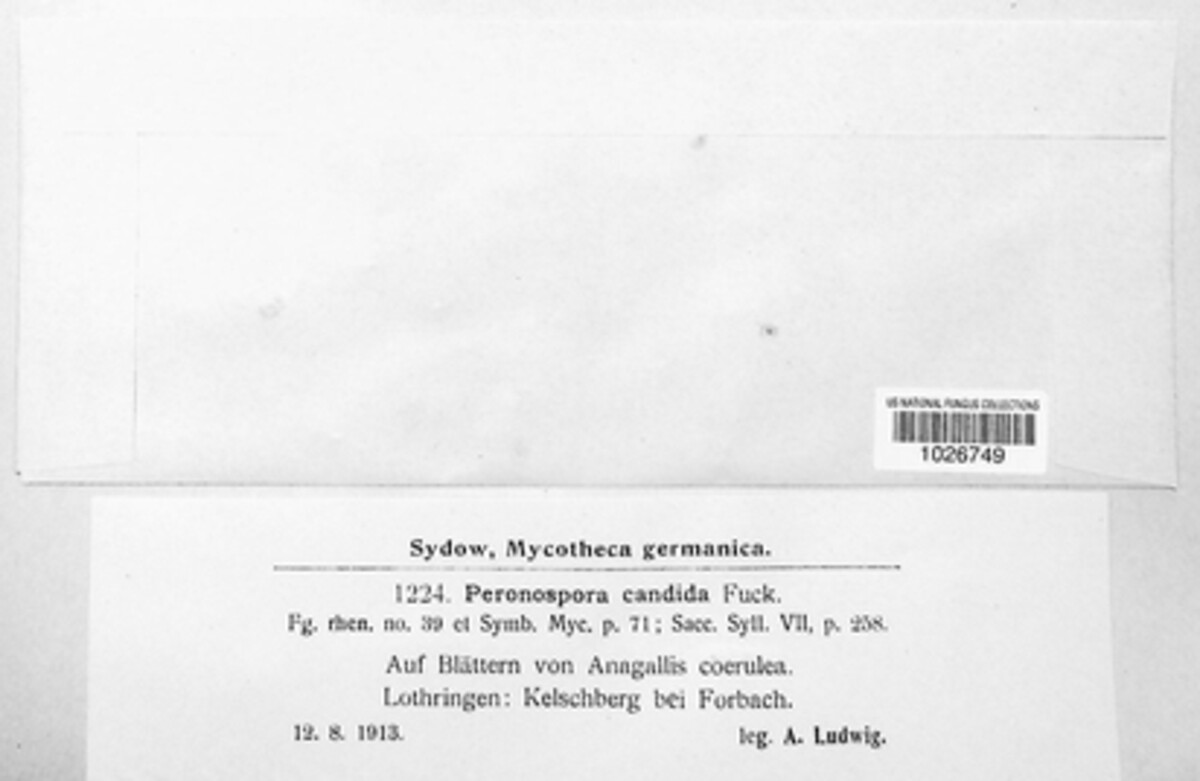 US NATIONAL FUNGUS COLLECTIONS
1026749
Sydow, Mycotheca germanica.
1224. Peronospora candida Fuck.
Fg. rhen. no. 39 et Symb. Myc. p. 71; Sacc. Syll. VII, p. 258.
Auf Blättern von Anagallis coerulea.
Lothringen: Kelschberg bei Forbach.
12. 8. 1913. leg. A. Ludwig.